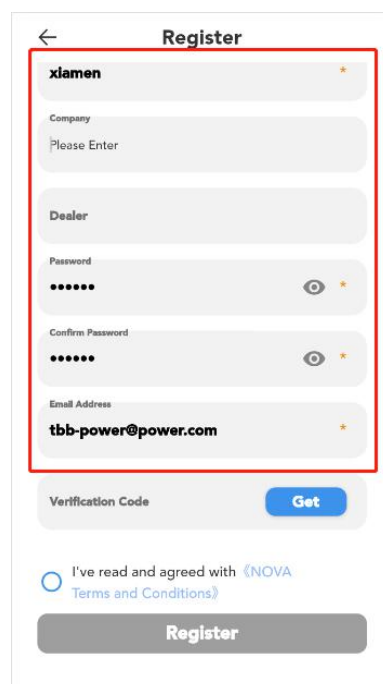 Register
xiamen *
Company
Please Enter
Dealer
Password
•••••• *
Confirm Password
•••••• *
Email Address
tbb-power@power.com *
Verification Code Get
I've read and agreed with 《NOVA
Terms and Conditions》
Register